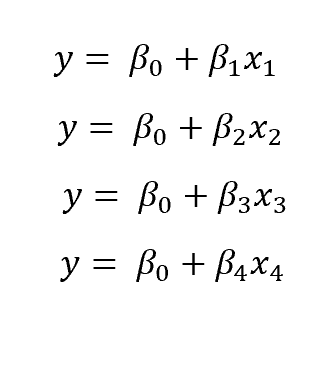 y = β₀ + β₁x₁
y = β₀ + β₂x₂
y = β₀ + β₃x₃
y = β₀ + β₄x₄